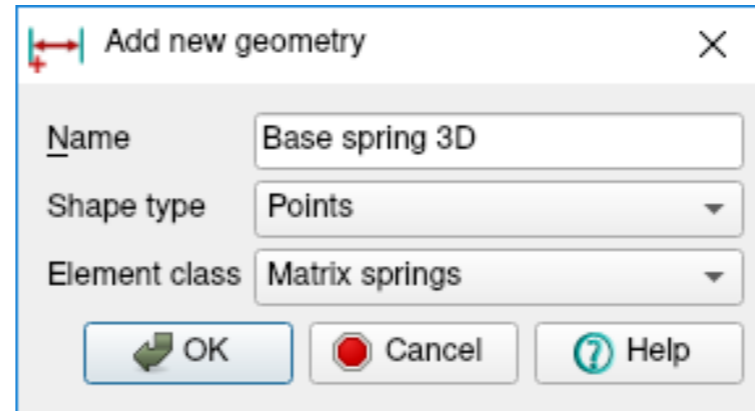 Add new geometry
Name Base spring 3D
Shape type Points
Element class Matrix springs
OK Cancel Help